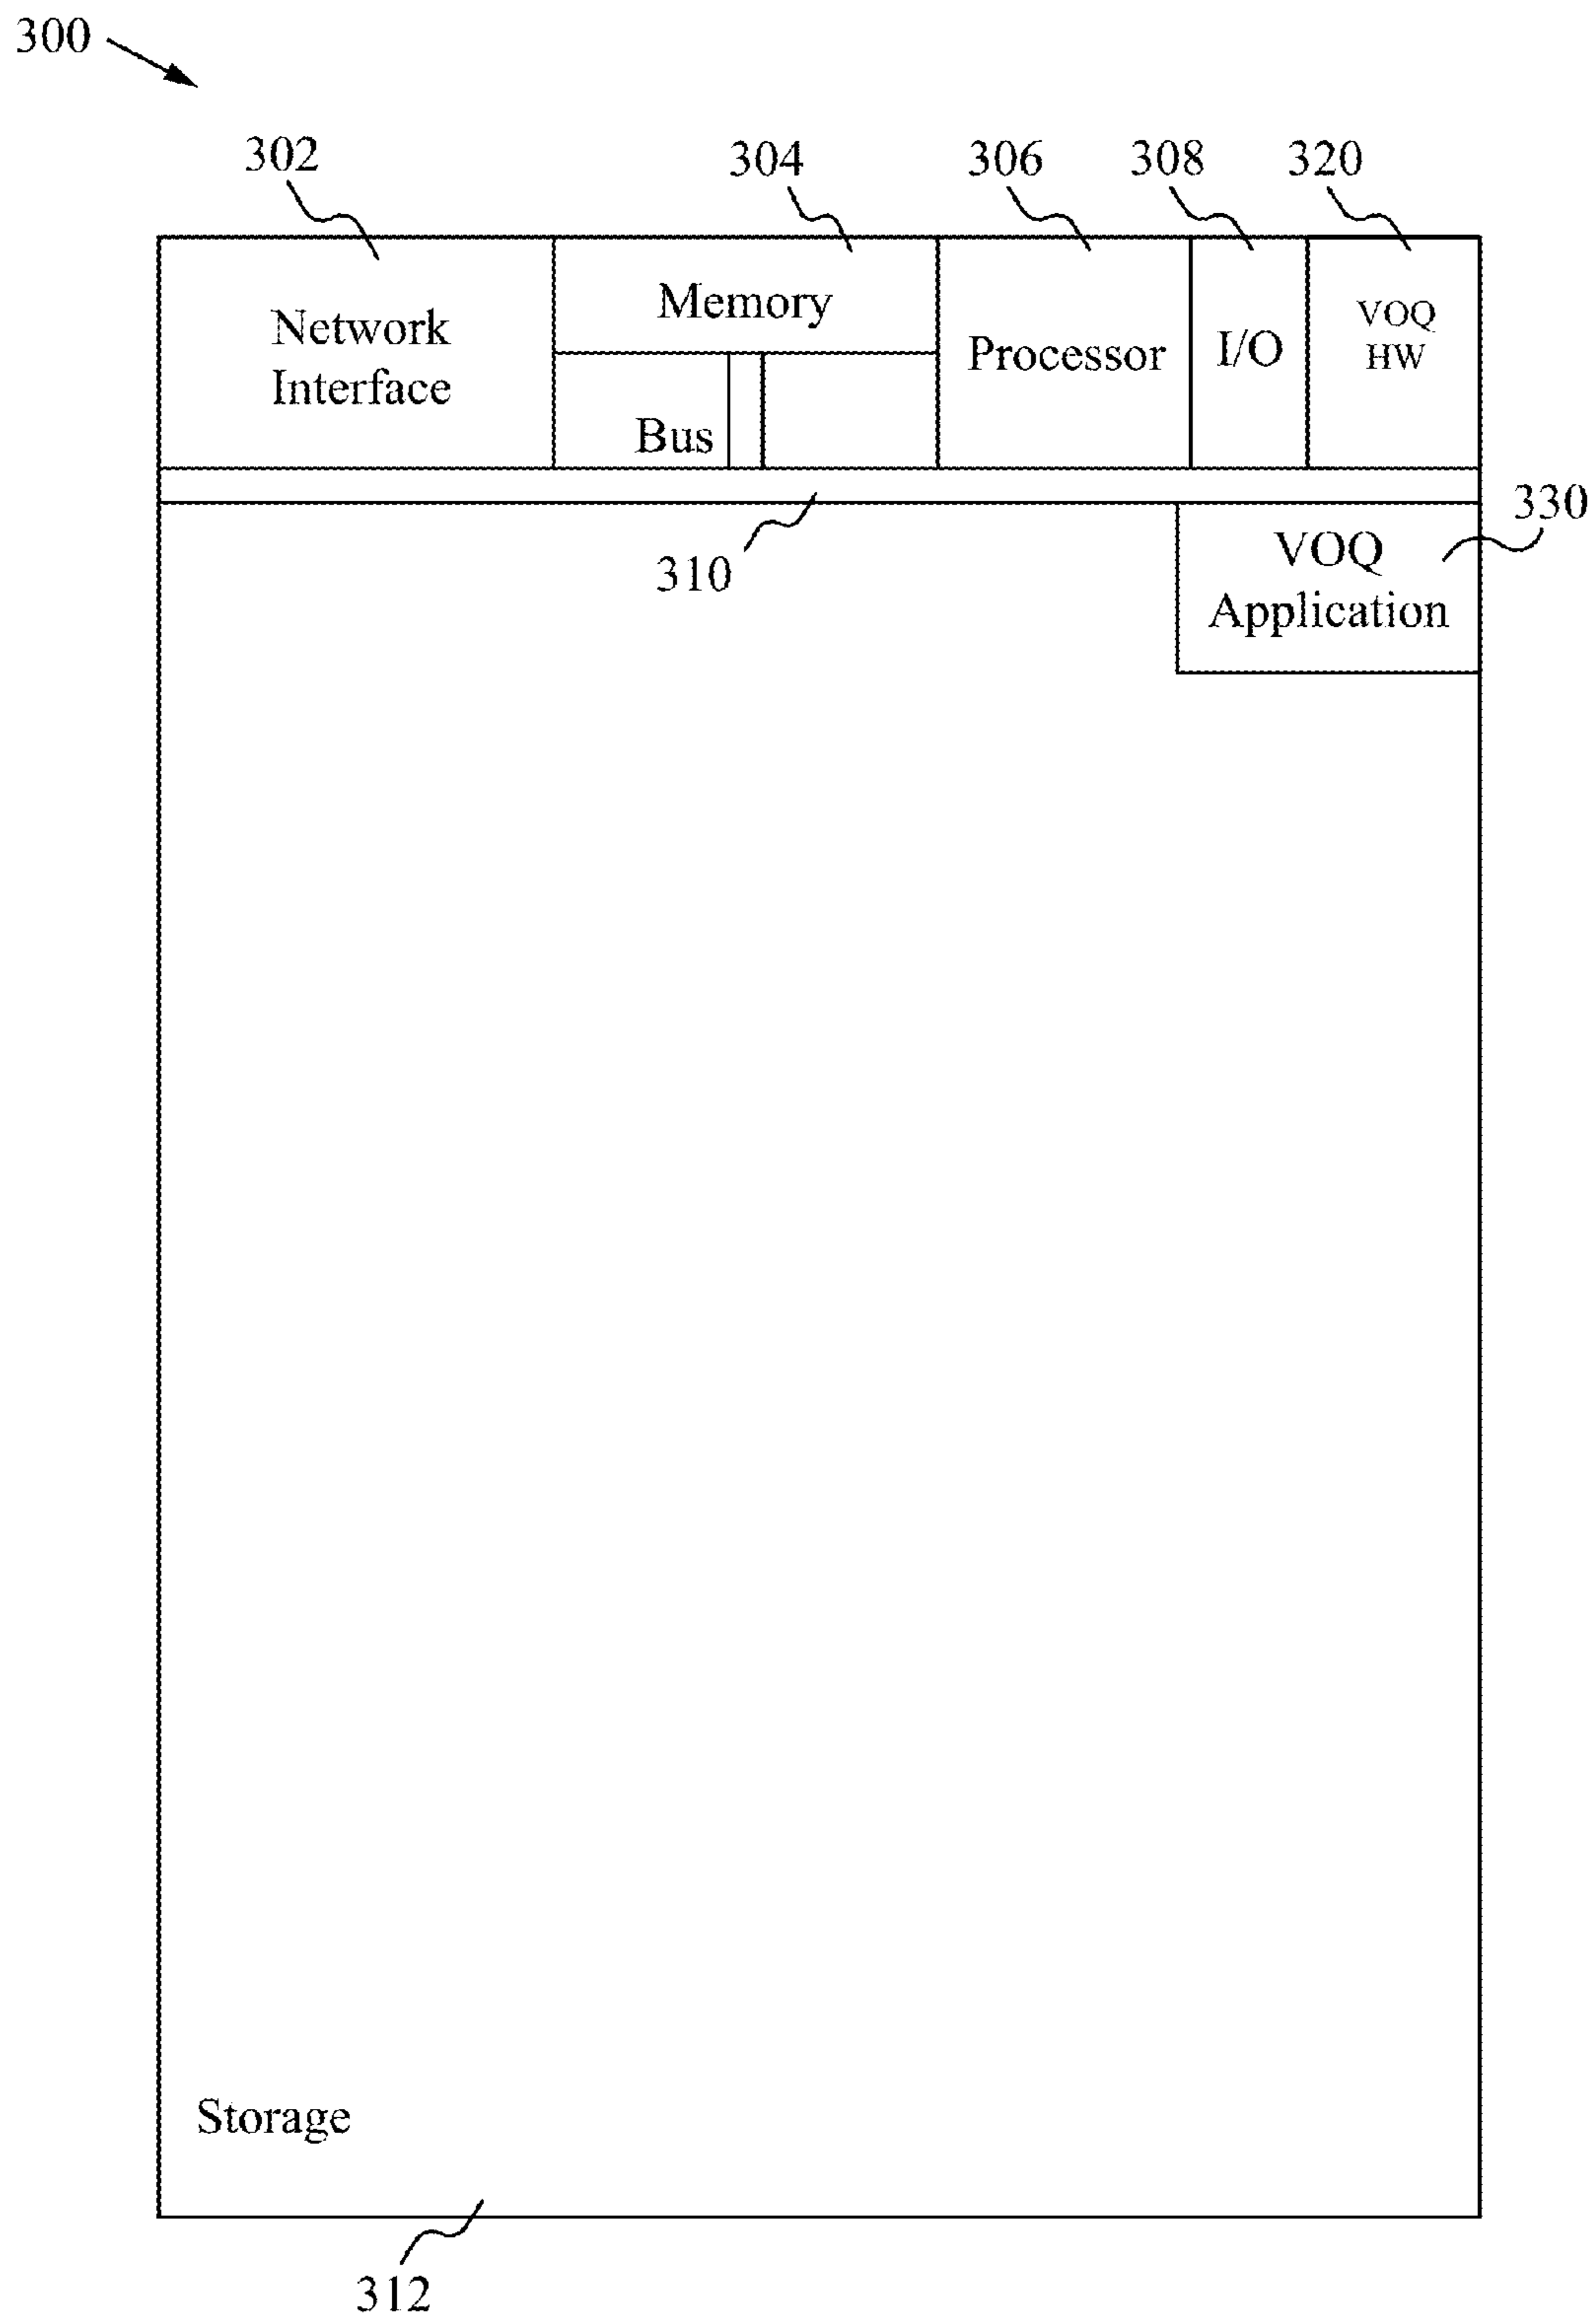 300
302
304
306
308
320
Network
Interface
Memory
Bus
Processor
I/O
VOQ
HW
310
330
VOQ
Application
Storage
312